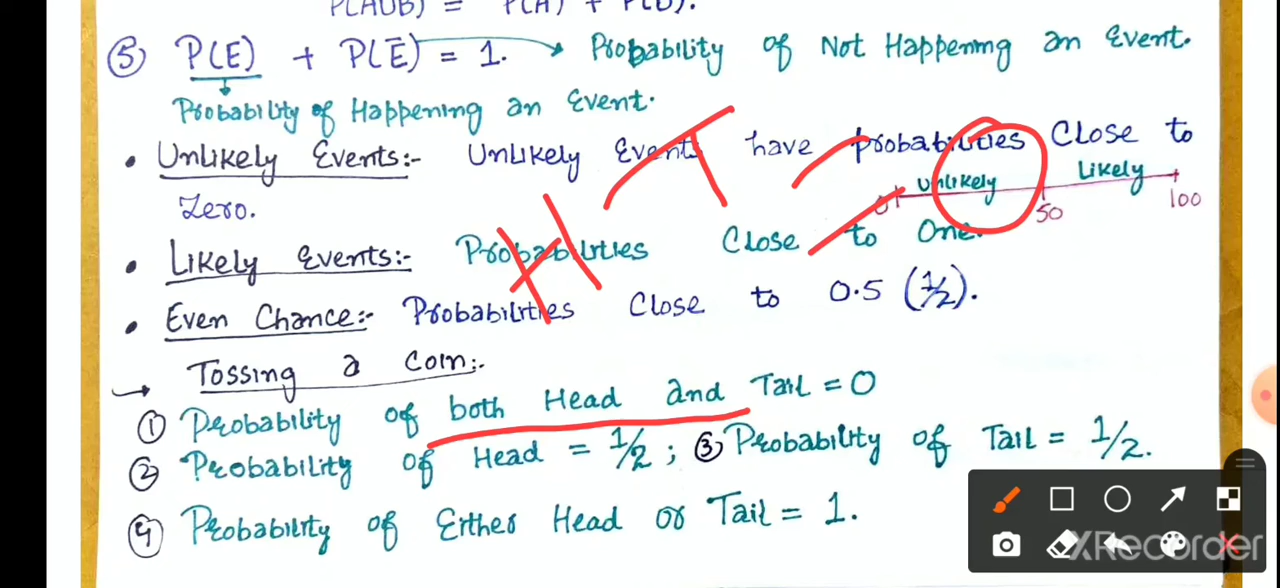 P(AUB) = P(A) + P(B).
⑤ P(E) + P(Ē) = 1. → Probability of Not Happening an Event.
Probability of Happening an Event.
• Unlikely Events:- Unlikely Events have probabilities Close to
Zero.
0 Unlikely 50 Likely 100
• Likely Events:- Probabilities Close to One.
• Even Chance:- Probabilities Close to 0.5 (1/2).
H T
→ Tossing a Coin:-
① Probability of both Head and Tail = 0
② Probability of Head = 1/2 ; ③ Probability of Tail = 1/2.
④ Probability of Either Head or Tail = 1.
XRecorder